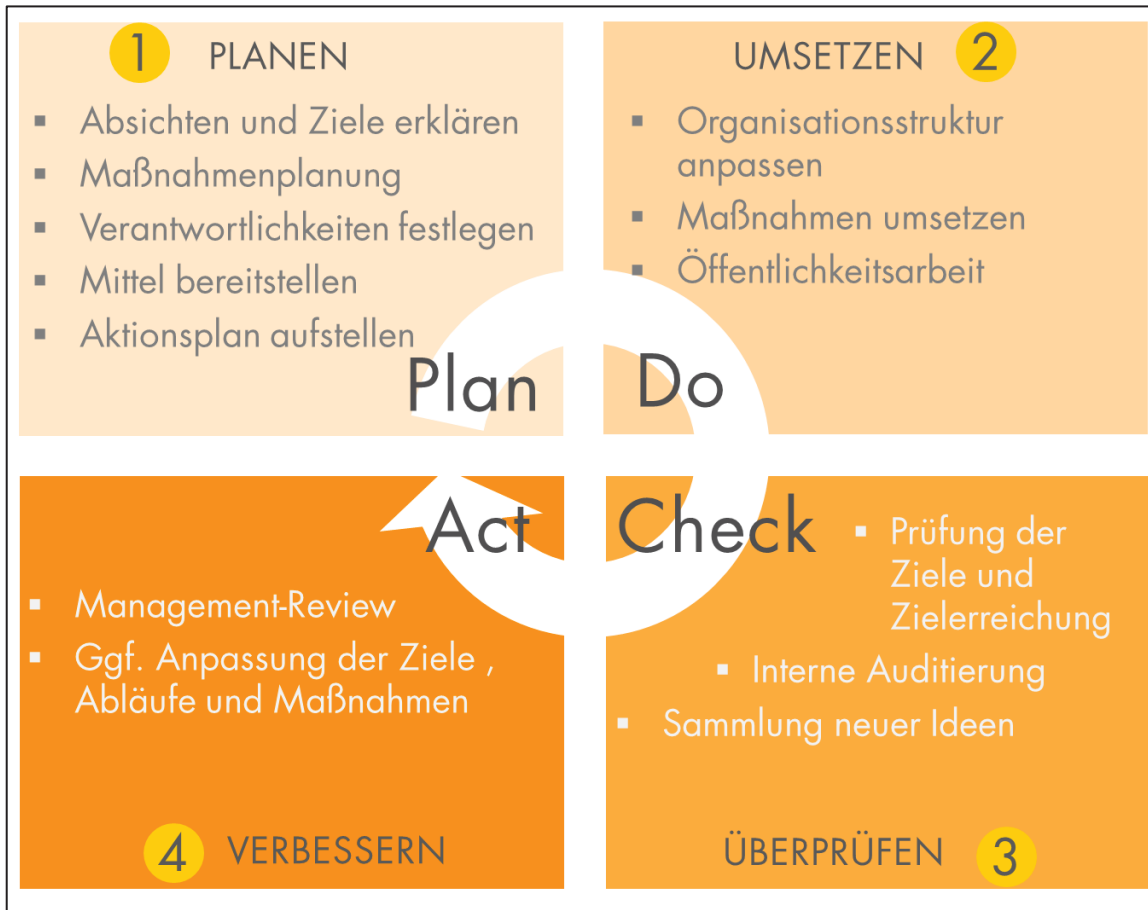 1 PLANEN
▪ Absichten und Ziele erklären
▪ Maßnahmenplanung
▪ Verantwortlichkeiten festlegen
▪ Mittel bereitstellen
▪ Aktionsplan aufstellen
Plan
UMSETZEN 2
▪ Organisationsstruktur
anpassen
▪ Maßnahmen umsetzen
▪ Öffentlichkeitsarbeit
Do
Check
▪ Prüfung der
Ziele und
Zielerreichung
▪ Interne Auditierung
▪ Sammlung neuer Ideen
ÜBERPRÜFEN 3
Act
▪ Management-Review
▪ Ggf. Anpassung der Ziele ,
Abläufe und Maßnahmen
4 VERBESSERN